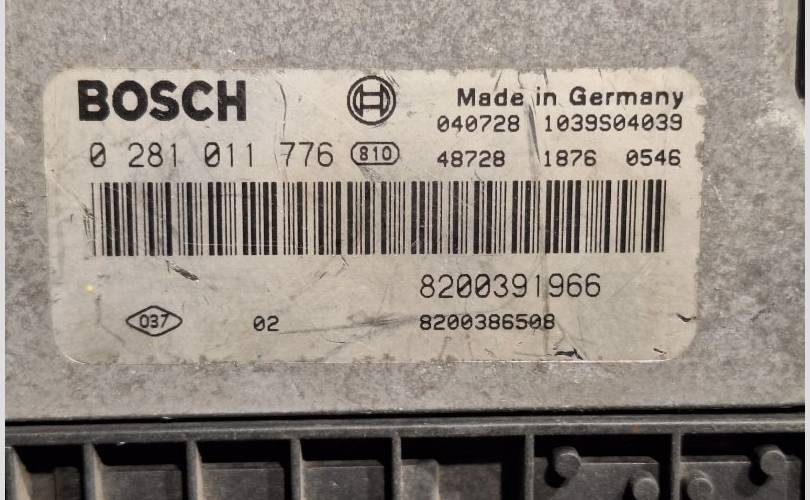 BOSCH
Made in Germany
040728 1039S04039
0 281 011 776 810
48728 1876 0546
8200391966
037 02 8200386508